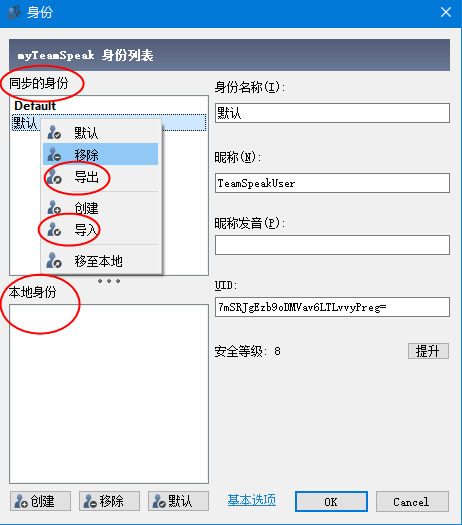 身份
myTeamSpeak 身份列表
同步的身份
Default
默认
默认
移除
导出
创建
导入
移至本地
本地身份
创建
移除
默认
身份名称(I):
默认
昵称(N):
TeamSpeakUser
昵称发音(P):
UID:
7mSRJgEzb9oDMVav6LTLvvyPreg=
安全等级: 8
提升
基本选项
OK
Cancel